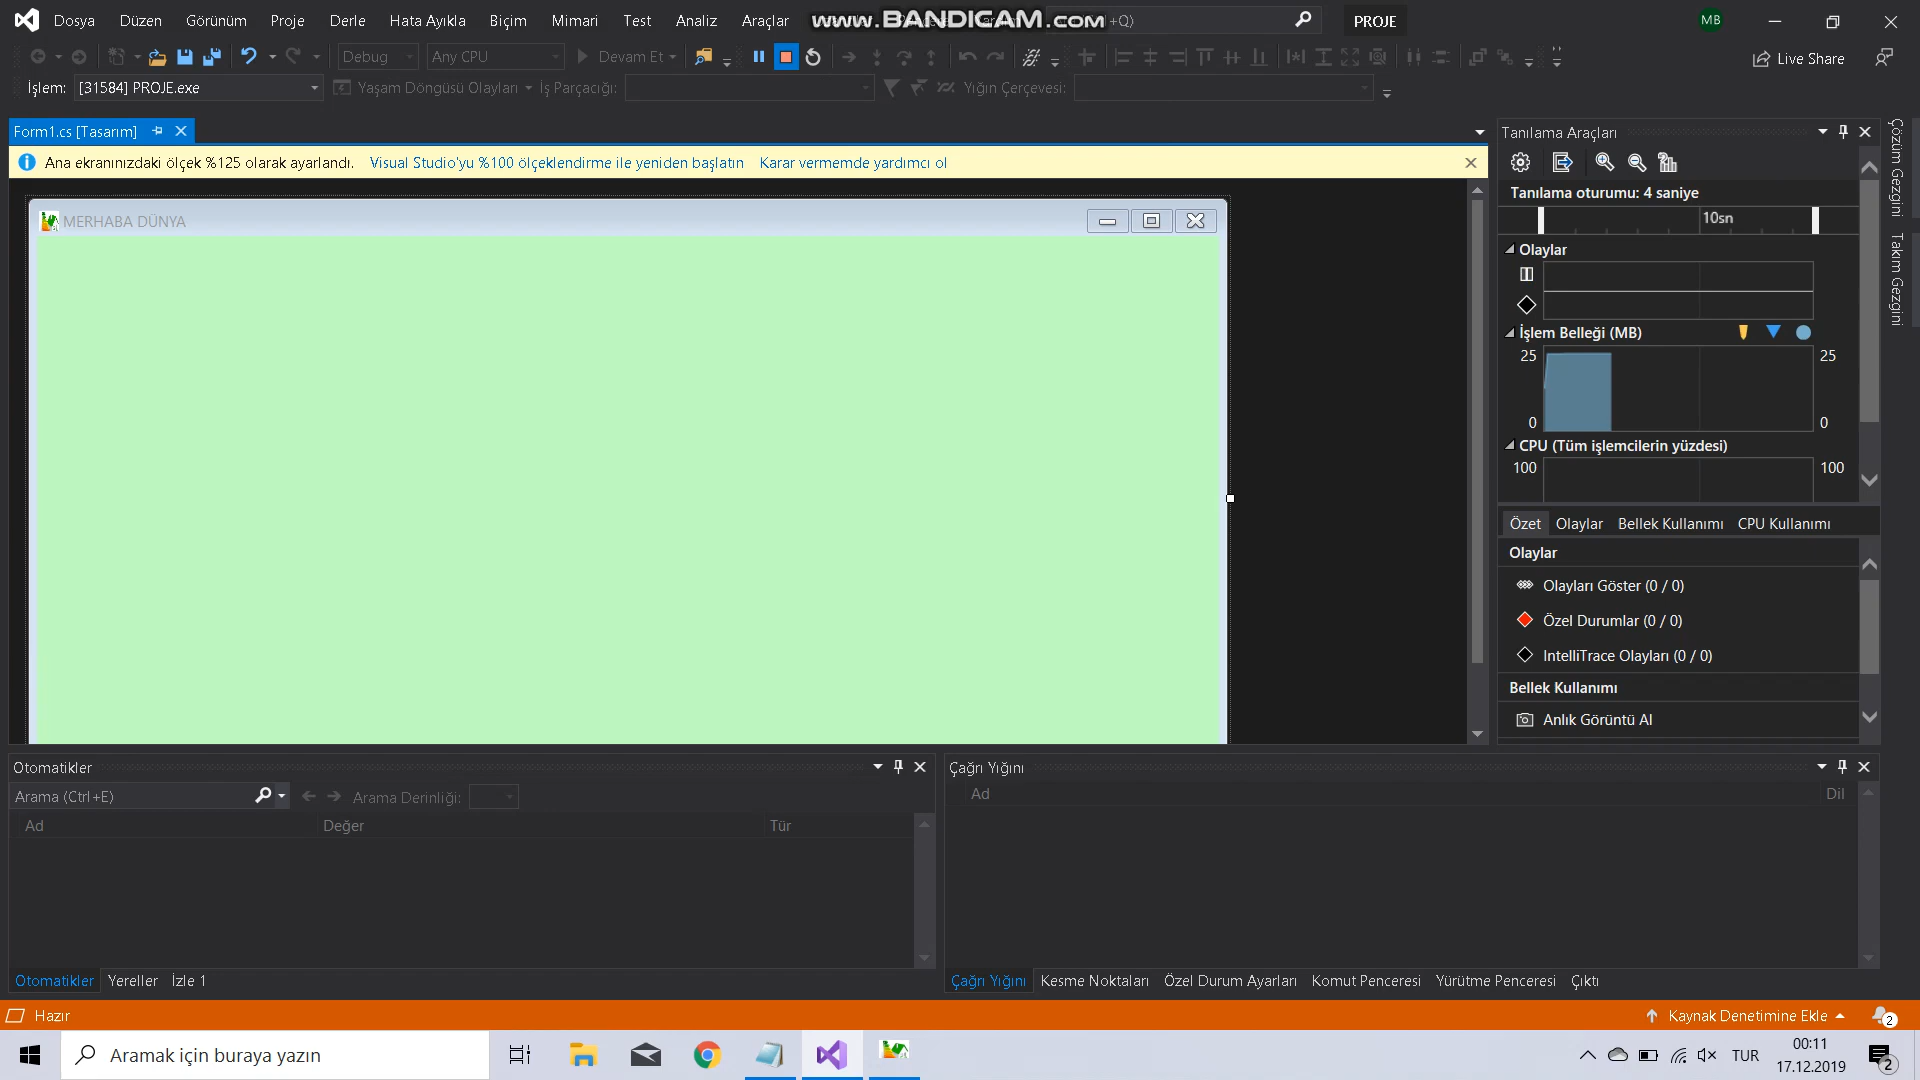 Dosya Düzen Görünüm Proje Derle Hata Ayıkla Biçim Mimari Test Analiz Araçlar www.BANDICAM.com +Q) PROJE MB
Debug Any CPU Devam Et Live Share
İşlem: [31584] PROJE.exe Yaşam Döngüsü Olayları İş Parçacığı: Yığın Çerçevesi:
Form1.cs [Tasarım]
Ana ekranınızdaki ölçek %125 olarak ayarlandı. Visual Studio'yu %100 ölçeklendirme ile yeniden başlatın Karar vermemde yardımcı ol
MERHABA DÜNYA
Tanılama Araçları
Tanılama oturumu: 4 saniye
10sn
Olaylar
İşlem Belleği (MB)
25 25
0 0
CPU (Tüm işlemcilerin yüzdesi)
100 100
Özet Olaylar Bellek Kullanımı CPU Kullanımı
Olaylar
Olayları Göster (0 / 0)
Özel Durumlar (0 / 0)
IntelliTrace Olayları (0 / 0)
Bellek Kullanımı
Anlık Görüntü Al
Çözüm Gezgini
Takım Gezgini
Otomatikler
Arama (Ctrl+E) Arama Derinliği:
Ad Değer Tür
Otomatikler Yereller İzle 1
Çağrı Yığını
Ad Dil
Çağrı Yığını Kesme Noktaları Özel Durum Ayarları Komut Penceresi Yürütme Penceresi Çıktı
Hazır Kaynak Denetimine Ekle 2
Aramak için buraya yazın
TUR 00:11
17.12.2019 2